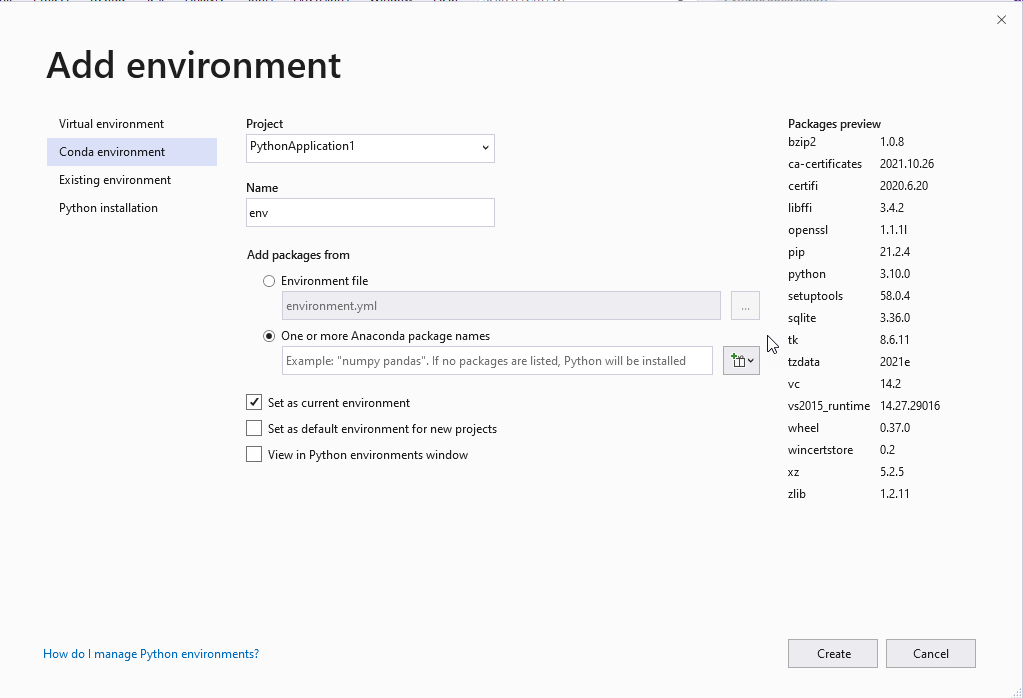 Add environment
Virtual environment
Conda environment
Existing environment
Python installation
Project
PythonApplication1
Name
env
Add packages from
Environment file
environment.yml
...
One or more Anaconda package names
Example: "numpy pandas". If no packages are listed, Python will be installed
Set as current environment
Set as default environment for new projects
View in Python environments window
Packages preview
bzip2 1.0.8
ca-certificates 2021.10.26
certifi 2020.6.20
libffi 3.4.2
openssl 1.1.1l
pip 21.2.4
python 3.10.0
setuptools 58.0.4
sqlite 3.36.0
tk 8.6.11
tzdata 2021e
vc 14.2
vs2015_runtime 14.27.29016
wheel 0.37.0
wincertstore 0.2
xz 5.2.5
zlib 1.2.11
How do I manage Python environments?
Create
Cancel